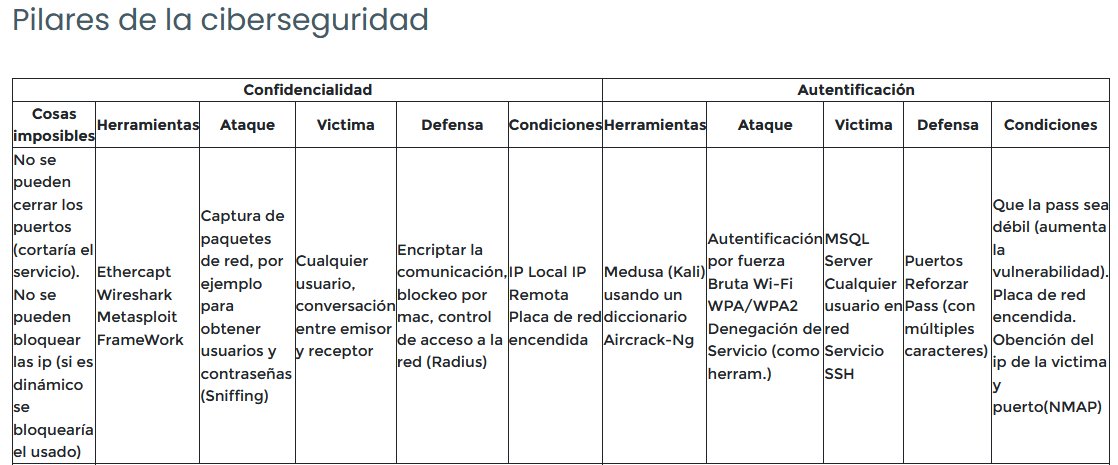 Pilares de la ciberseguridad
Confidencialidad
Autentificación
Cosas
imposibles
Herramientas
Ataque
Victima
Defensa
Condiciones
Herramientas
Ataque
Victima
Defensa
Condiciones
No se
pueden
cerrar los
puertos
(cortaría el
servicio).
No se
pueden
bloquear
las ip (si es
dinámico
se
bloquearía
el usado)
Ethercapt
Wireshark
Metasploit
FrameWork
Captura de
paquetes
de red, por
ejemplo
para
obtener
usuarios y
contraseñas
(Sniffing)
Cualquier
usuario,
conversación
entre emisor
y receptor
Encriptar la
comunicación,
blockeo por
mac, control
de acceso a la
red (Radius)
IP Local IP
Remota
Placa de red
encendida
Medusa (Kali)
usando un
diccionario
Aircrack-Ng
Autentificación
por fuerza
Bruta Wi-Fi
WPA/WPA2
Denegación de
Servicio (como
herram.)
MSQL
Server
Cualquier
usuario en
red
Servicio
SSH
Puertos
Reforzar
Pass (con
múltiples
caracteres)
Que la pass sea
débil (aumenta
la
vulnerabilidad).
Placa de red
encendida.
Obención del
ip de la victima
y
puerto(NMAP)